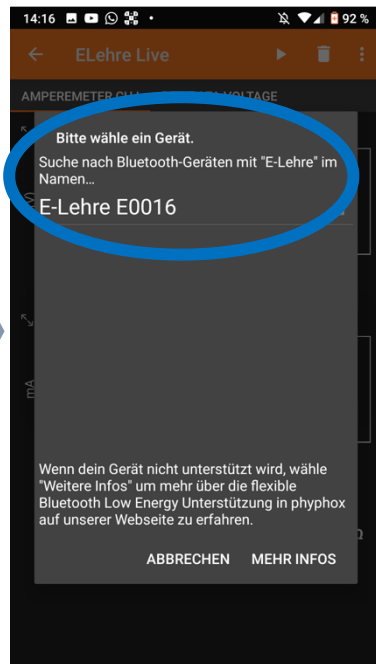 14:16
92 %
ELehre Live
AMPEREMETER
VOLTAGE
Bitte wähle ein Gerät.
Suche nach Bluetooth-Geräten mit "E-Lehre" im
Namen...
E-Lehre E0016
mA
Wenn dein Gerät nicht unterstützt wird, wähle
"Weitere Infos" um mehr über die flexible
Bluetooth Low Energy Unterstützung in phyphox
auf unserer Webseite zu erfahren.
ABBRECHEN MEHR INFOS